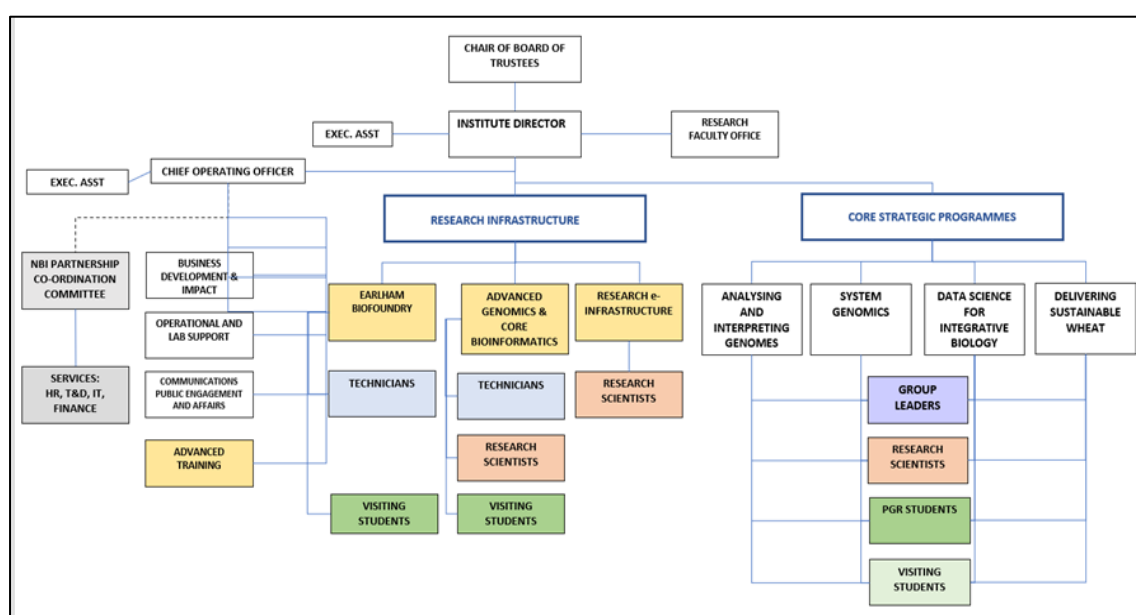 CHAIR OF BOARD OF
TRUSTEES
EXEC. ASST
INSTITUTE DIRECTOR
RESEARCH
FACULTY OFFICE
EXEC. ASST
CHIEF OPERATING OFFICER
RESEARCH INFRASTRUCTURE
CORE STRATEGIC PROGRAMMES
NBI PARTNERSHIP
CO-ORDINATION
COMMITTEE
BUSINESS
DEVELOPMENT &
IMPACT
EARLHAM
BIOFOUNDRY
ADVANCED
GENOMICS &
CORE
BIOINFORMATICS
RESEARCH e-
INFRASTRUCTURE
ANALYSING
AND
INTERPRETING
GENOMES
SYSTEM
GENOMICS
DATA SCIENCE
FOR
INTEGRATIVE
BIOLOGY
DELIVERING
SUSTAINABLE
WHEAT
OPERATIONAL AND
LAB SUPPORT
SERVICES:
HR, T&D, IT,
FINANCE
COMMUNICATIONS
PUBLIC ENGAGEMENT
AND AFFAIRS
TECHNICIANS
TECHNICIANS
RESEARCH
SCIENTISTS
GROUP
LEADERS
ADVANCED
TRAINING
RESEARCH
SCIENTISTS
RESEARCH
SCIENTISTS
VISITING
STUDENTS
VISITING
STUDENTS
PGR STUDENTS
VISITING
STUDENTS